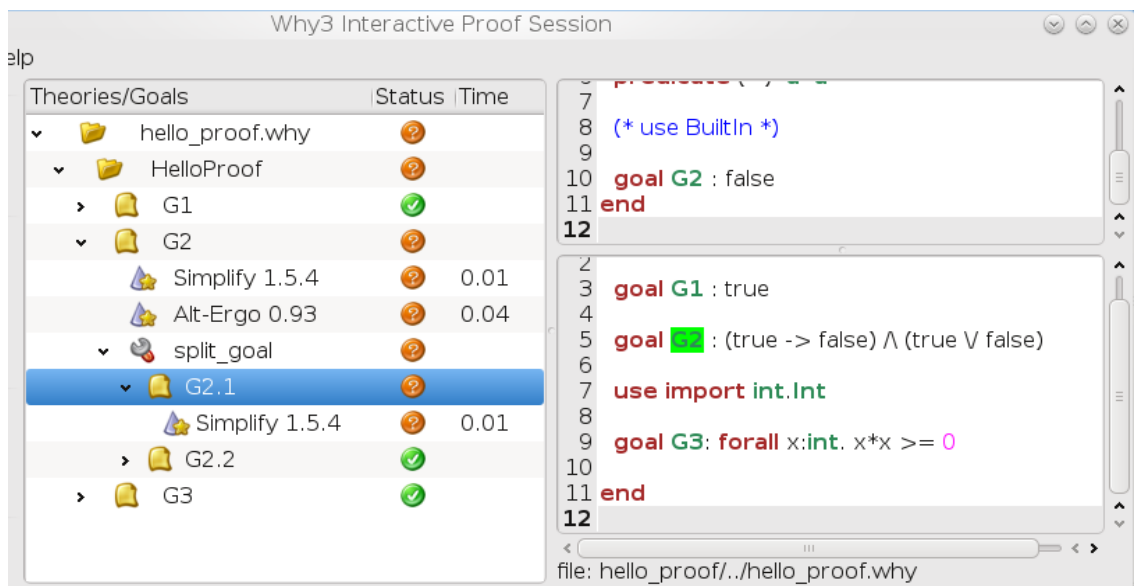 Why3 Interactive Proof Session
elp
Theories/Goals Status Time
hello_proof.why
HelloProof
G1
G2
Simplify 1.5.4 0.01
Alt-Ergo 0.93 0.04
split_goal
G2.1
Simplify 1.5.4 0.01
G2.2
G3
7
8 (* use BuiltIn *)
9
10 goal G2 : false
11 end
12
2
3 goal G1 : true
4
5 goal G2 : (true -> false) /\ (true \/ false)
6
7 use import int.Int
8
9 goal G3: forall x:int. x*x >= 0
10
11 end
12
file: hello_proof/../hello_proof.why